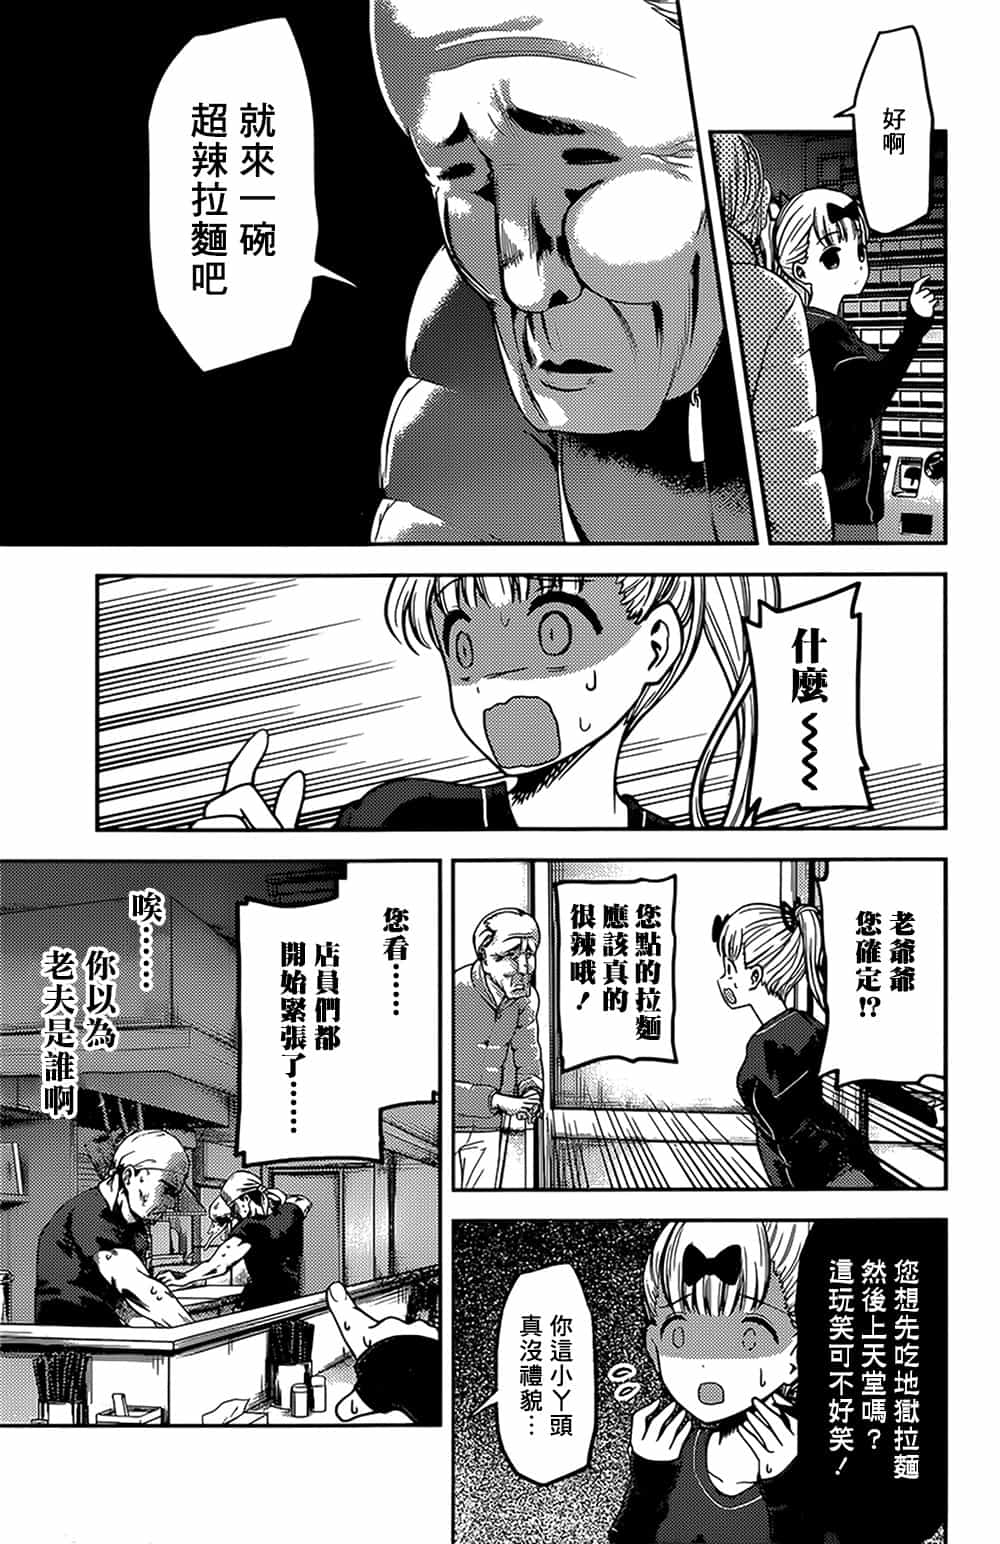 好啊
就來一碗
超辣拉麵吧
什麼~~~~
老爺爺
您確定!?
您點的拉麵
應該真的
很辣哦!
您想先吃地獄拉麵
然後上天堂嗎?
這玩笑可不好笑!
你這小丫頭
真沒禮貌…
您看……
店員們都
開始緊張了……
唉……
你以為
老夫是誰啊